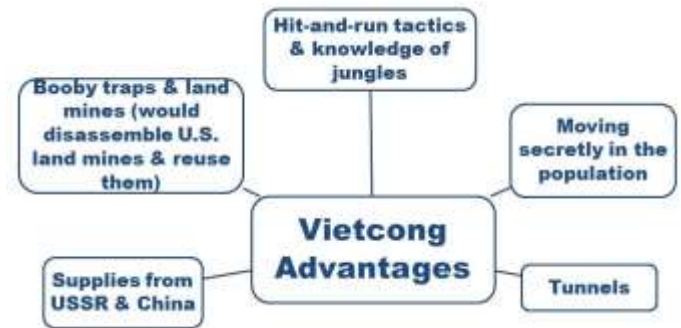 Hit-and-run tactics
& knowledge of
jungles
Booby traps & land
mines (would
disassemble U.S.
land mines & reuse
them)
Moving
secretly in the
population
Vietcong
Advantages
Supplies from
USSR & China
Tunnels